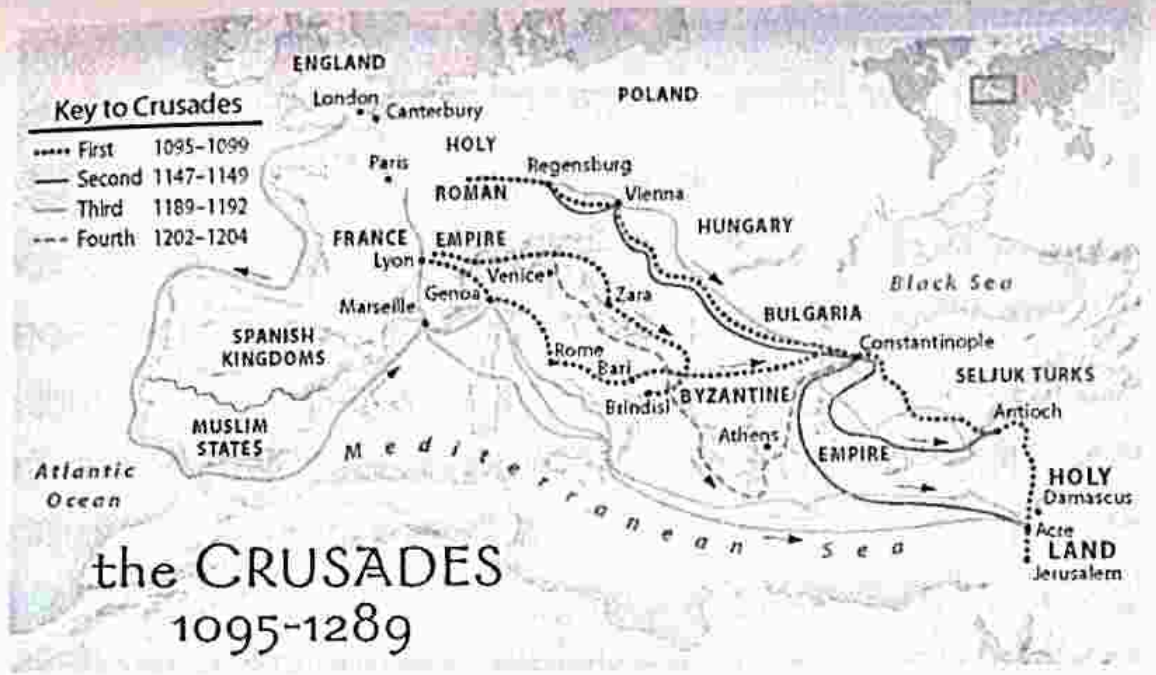 ENGLAND
London
Canterbury
POLAND
Key to Crusades
First 1095–1099
Second 1147–1149
Third 1189–1192
Fourth 1202–1204
HOLY
Paris
Regensburg
ROMAN
Vienna
HUNGARY
FRANCE
EMPIRE
Lyon
Venice
Black Sea
Genoa
Zara
Marseille
BULGARIA
SPANISH
KINGDOMS
Constantinople
Rome
Bari
SELJUK TURKS
BYZANTINE
Brindisi
Antioch
MUSLIM
STATES
Athens
Mediterranean Sea
EMPIRE
Atlantic
Ocean
HOLY
Damascus
Acre
LAND
Jerusalem
the CRUSADES
1095-1289